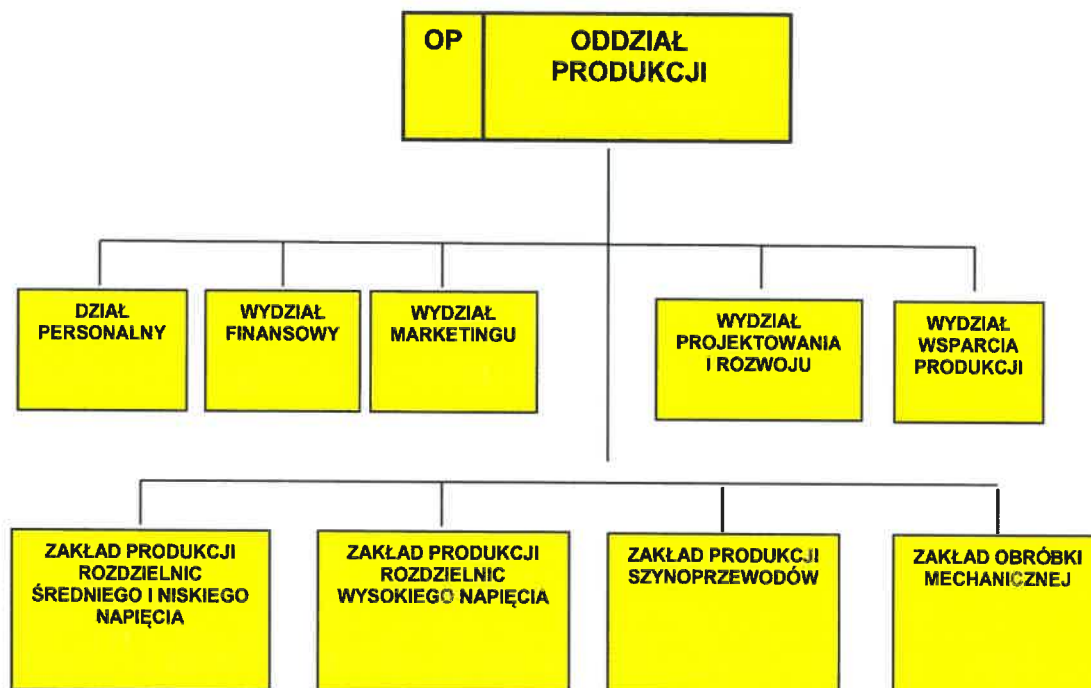 OP
ODDZIAŁ
PRODUKCJI
DZIAŁ
PERSONALNY
WYDZIAŁ
FINANSOWY
WYDZIAŁ
MARKETINGU
WYDZIAŁ
PROJEKTOWANIA
i ROZWOJU
WYDZIAŁ
WSPARCIA
PRODUKCJI
ZAKŁAD PRODUKCJI
ROZDZIELNIC
ŚREDNIEGO I NISKIEGO
NAPIĘCIA
ZAKŁAD PRODUKCJI
ROZDZIELNIC
WYSOKIEGO NAPIĘCIA
ZAKŁAD PRODUKCJI
SZYNOPRZEWODÓW
ZAKŁAD OBRÓBKI
MECHANICZNEJ